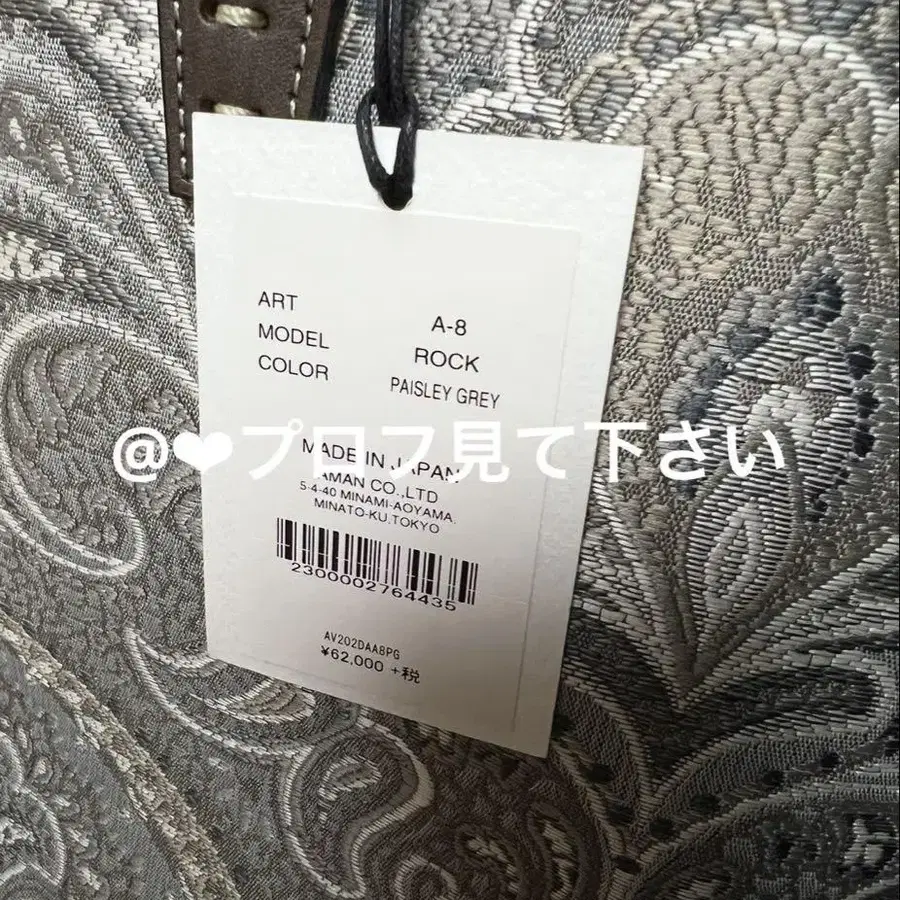 ART A-8
MODEL ROCK
COLOR PAISLEY GREY
@❤プロフ見て下さい
MADE IN JAPAN
AMAN CO.,LTD
5-4-40 MINAMI-AOYAMA.
MINATO-KU.TOKYO
2300002764435
AV202DAA8PG
¥62,000 +税